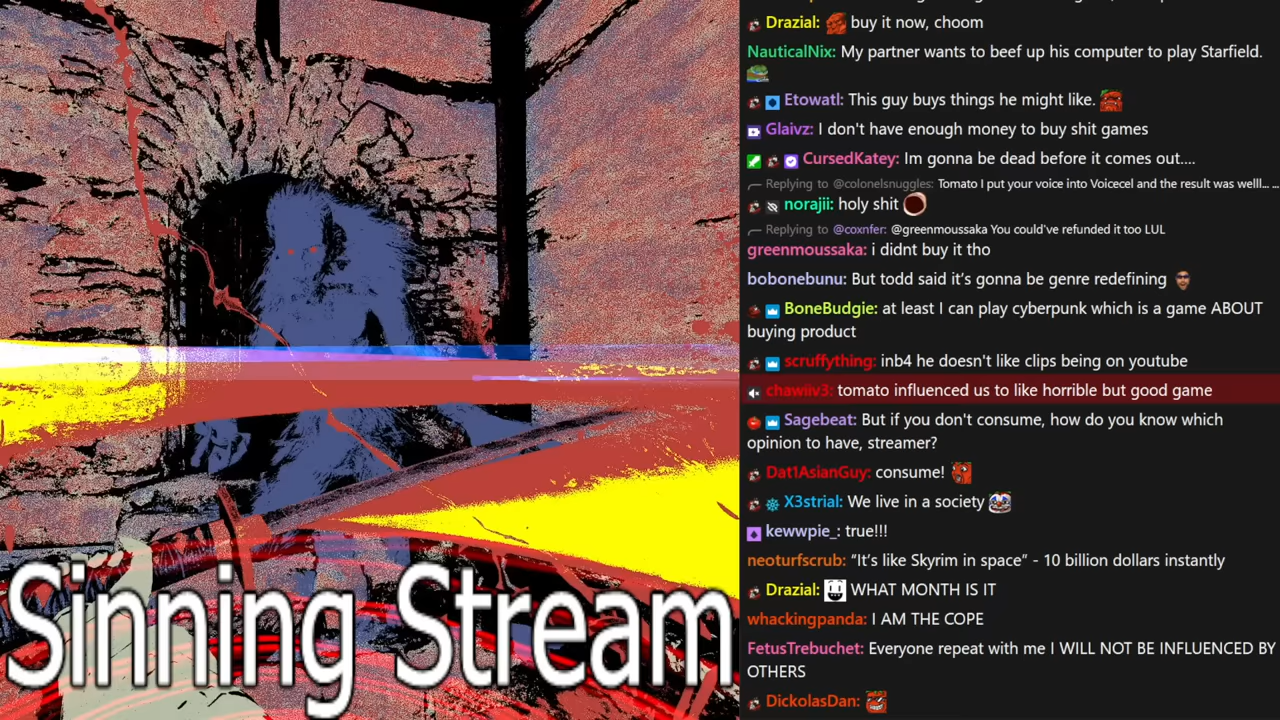 Drazial: buy it now, choom
NauticalNix: My partner wants to beef up his computer to play Starfield.
Etowatl: This guy buys things he might like.
Glaivz: I don't have enough money to buy shit games
CursedKatey: Im gonna be dead before it comes out....
Replying to @colonelsnuggles: Tomato I put your voice into Voicecel and the result was welll... ...
norajii: holy shit
Replying to @coxnfer: @greenmoussaka You could've refunded it too LUL
greenmoussaka: i didnt buy it tho
bobonebunu: But todd said it's gonna be genre redefining
BoneBudgie: at least I can play cyberpunk which is a game ABOUT
buying product
scruffything: inb4 he doesn't like clips being on youtube
chawiiv3: tomato influenced us to like horrible but good game
Sagebeat: But if you don't consume, how do you know which
opinion to have, streamer?
Dat1AsianGuy: consume!
X3strial: We live in a society
kewwpie_: true!!!
neoturfscrub: “It's like Skyrim in space” - 10 billion dollars instantly
Drazial: WHAT MONTH IS IT
whackingpanda: I AM THE COPE
FetusTrebuchet: Everyone repeat with me I WILL NOT BE INFLUENCED BY
OTHERS
DickolasDan:
Sinning Stream